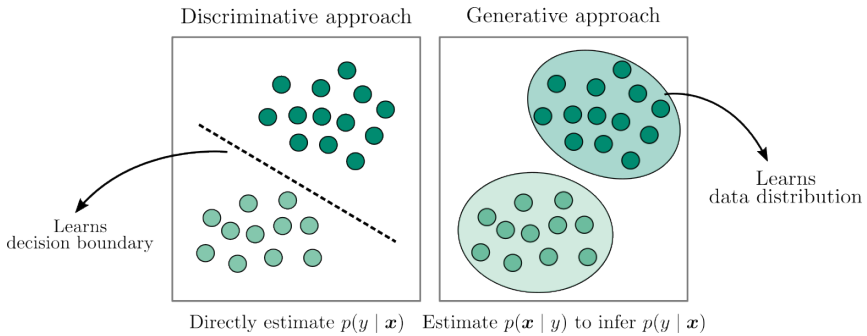 Discriminative approach
Generative approach
Learns
decision boundary
Learns
data distribution
Directly estimate p(y | x)
Estimate p(x | y) to infer p(y | x)